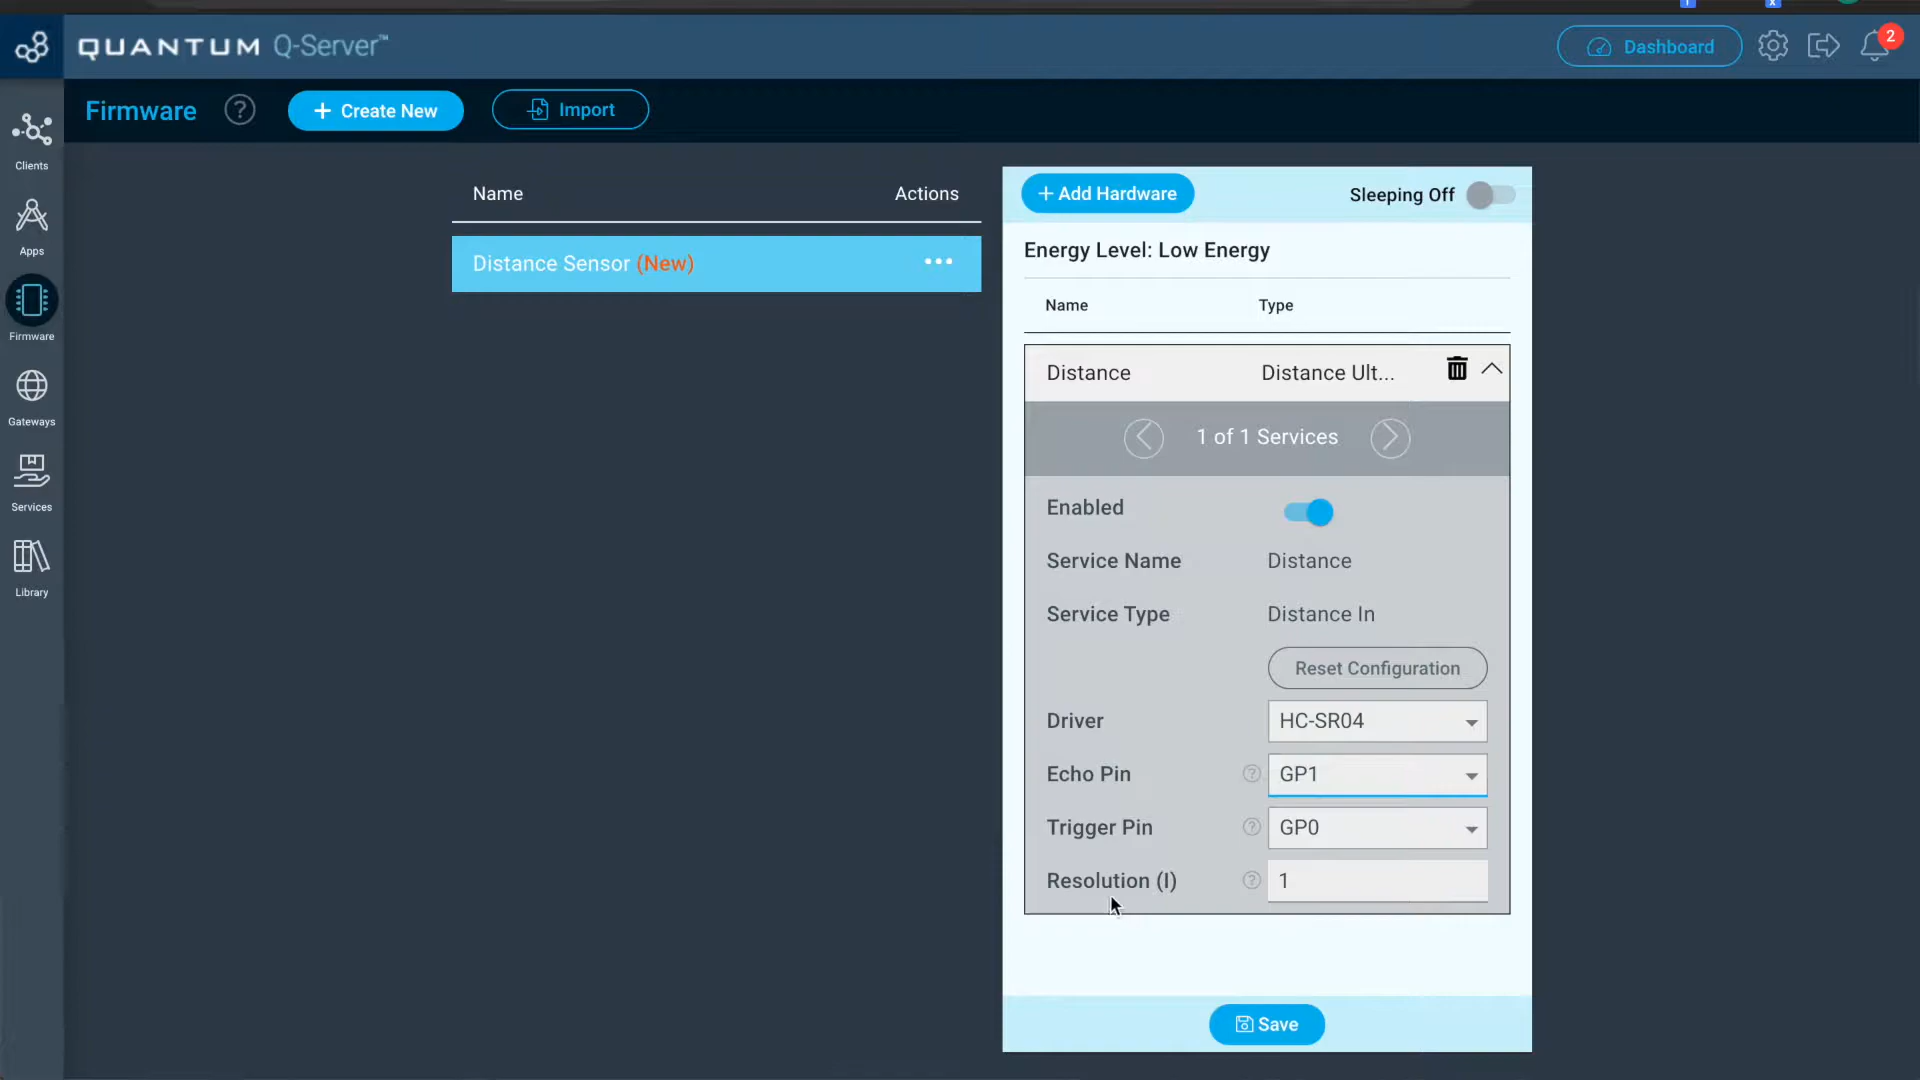 QUANTUM Q-Server™
Dashboard
2
Firmware
?
+ Create New
Import
Clients
Apps
Firmware
Gateways
Services
Library
Name Actions
Distance Sensor (New) •••
+ Add Hardware
Sleeping Off
Energy Level: Low Energy
Name Type
Distance Distance Ult...
1 of 1 Services
Enabled
Service Name Distance
Service Type Distance In
Reset Configuration
Driver HC-SR04
Echo Pin ? GP1
Trigger Pin ? GP0
Resolution (I) ? 1
Save